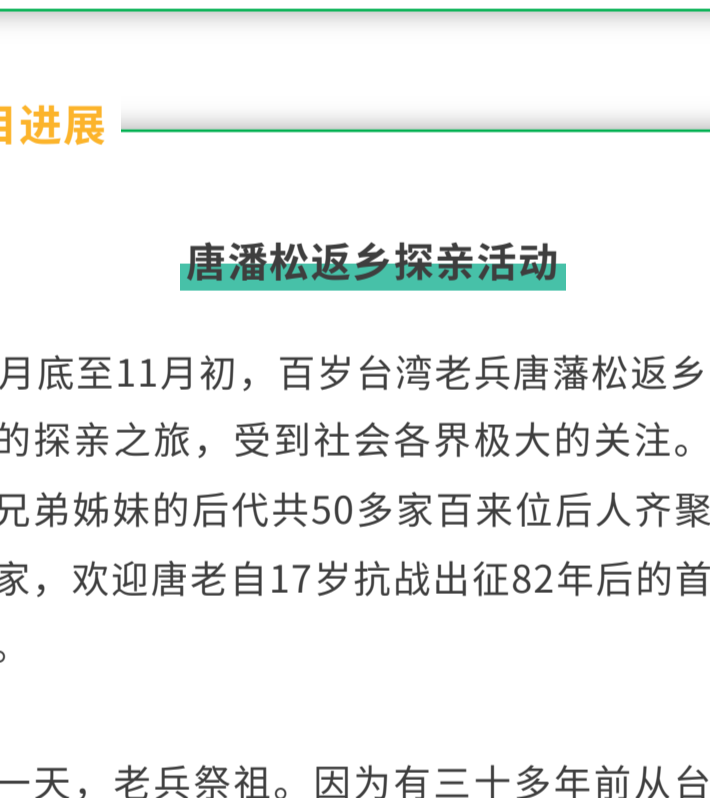 目进展
唐潘松返乡探亲活动
月底至11月初，百岁台湾老兵唐藩松返乡
的探亲之旅，受到社会各界极大的关注。
兄弟姊妹的后代共50多家百来位后人齐聚
家，欢迎唐老自17岁抗战出征82年后的首
。
一天，老兵祭祖。因为有三十多年前从台